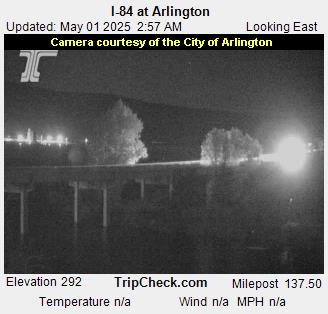 I-84 at Arlington
Updated: May 01 2025 2:57 AM Looking East
Camera courtesy of the City of Arlington
Elevation 292 TripCheck.com Milepost 137.50
Temperature n/a Wind n/a MPH n/a